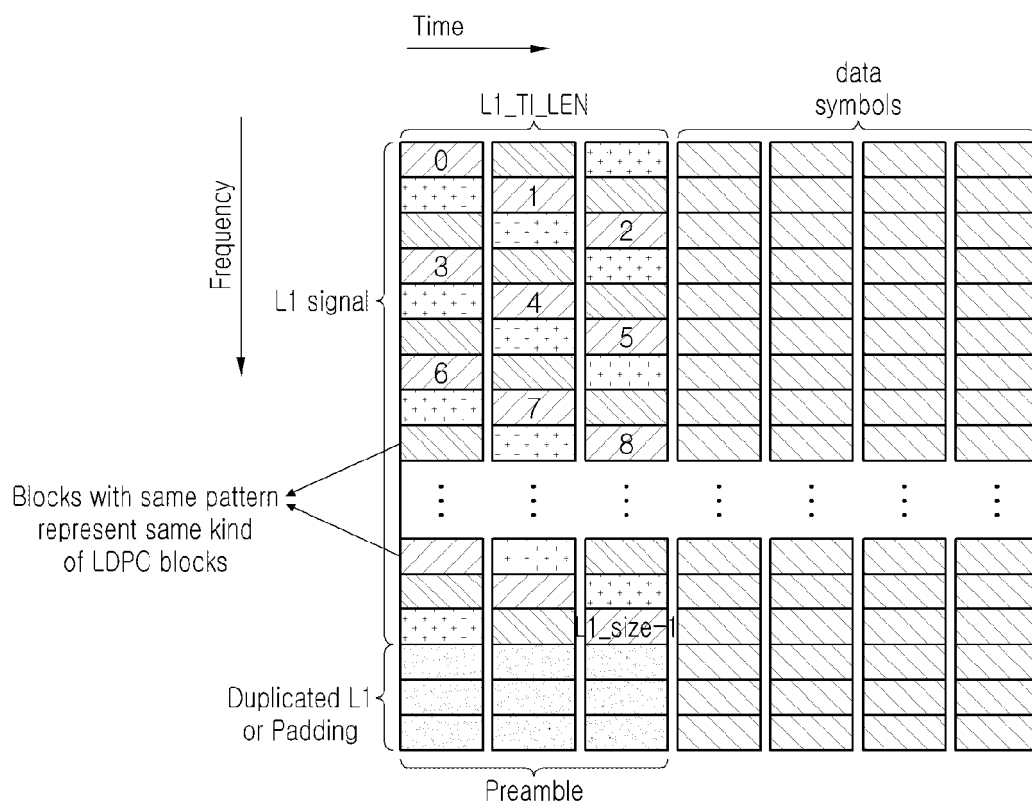 Time
data
symbols
L1_TI_LEN
Frequency
L1 signal
0
1
2
3
4
5
6
7
8
Blocks with same pattern
represent same kind
of LDPC blocks
L1_size-1
Duplicated L1
or Padding
Preamble